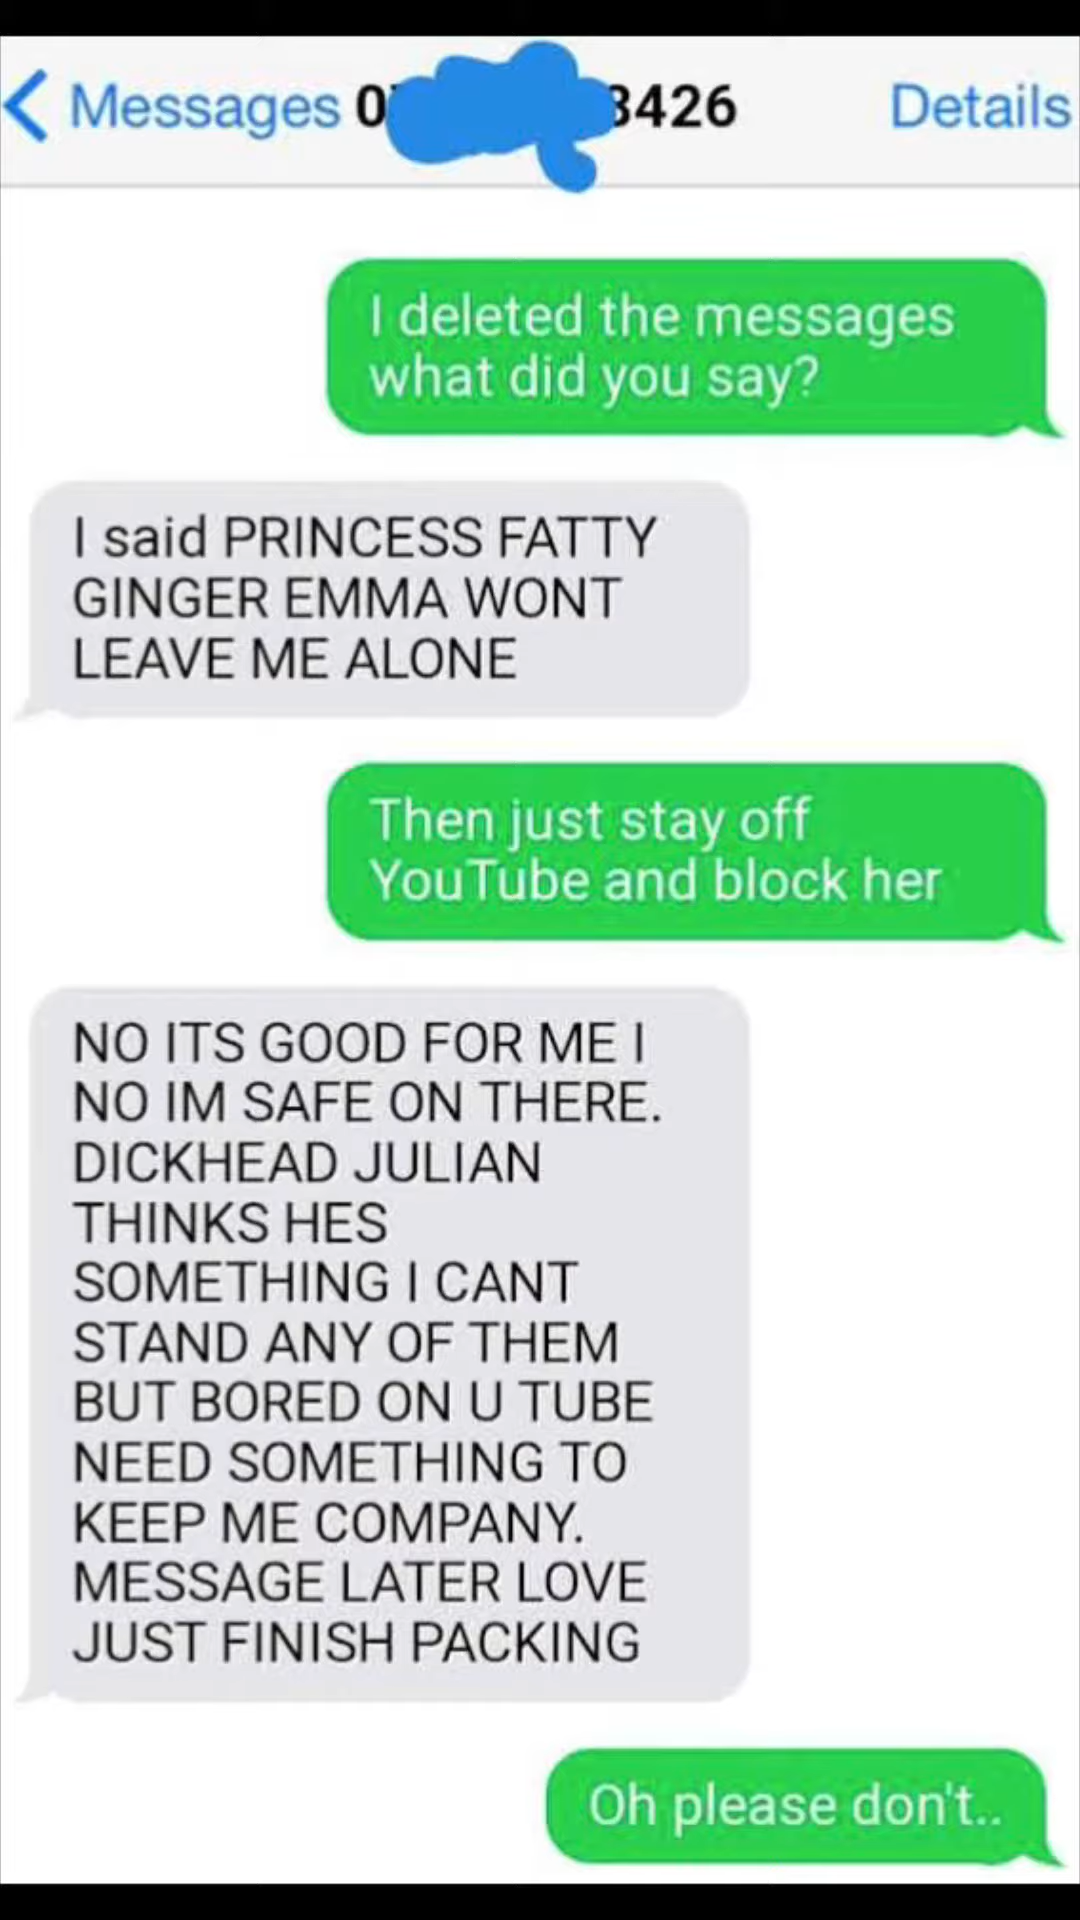 Messages 0 3426 Details
I deleted the messages
what did you say?
I said PRINCESS FATTY
GINGER EMMA WONT
LEAVE ME ALONE
Then just stay off
YouTube and block her
NO ITS GOOD FOR ME I
NO IM SAFE ON THERE.
DICKHEAD JULIAN
THINKS HES
SOMETHING I CANT
STAND ANY OF THEM
BUT BORED ON U TUBE
NEED SOMETHING TO
KEEP ME COMPANY.
MESSAGE LATER LOVE
JUST FINISH PACKING
Oh please don't..